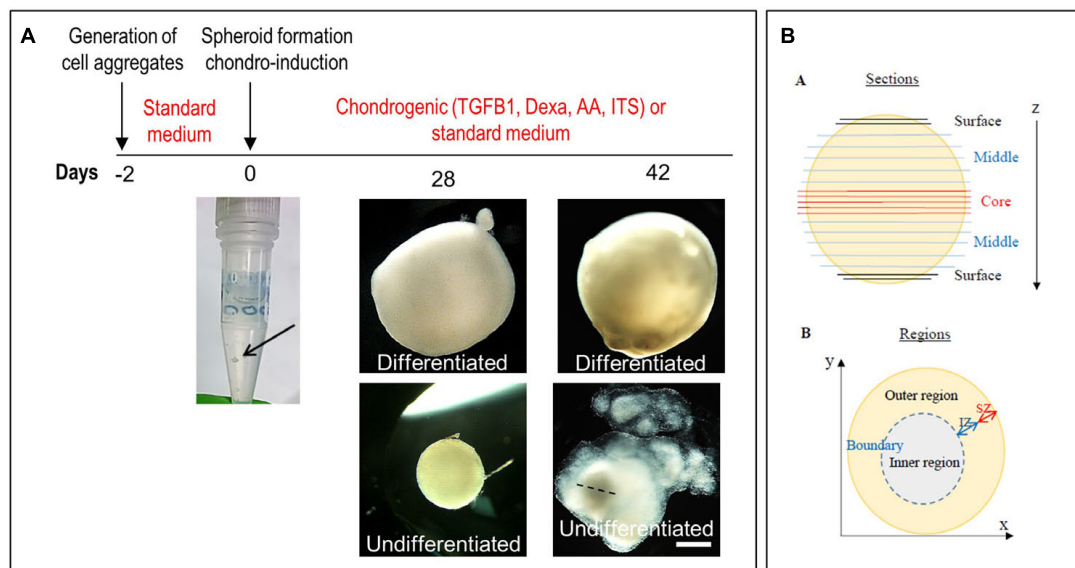 A
Generation of
cell aggregates
Spheroid formation
chondro-induction
Standard
medium
Chondrogenic (TGFB1, Dexa, AA, ITS) or
standard medium
Days
-2
0
28
42
Differentiated
Differentiated
Undifferentiated
Undifferentiated
B
A
Sections
Z
Surface
Middle
Core
Middle
Surface
B
Regions
y
Outer region
SZ
IZ
Boundary
Inner region
x